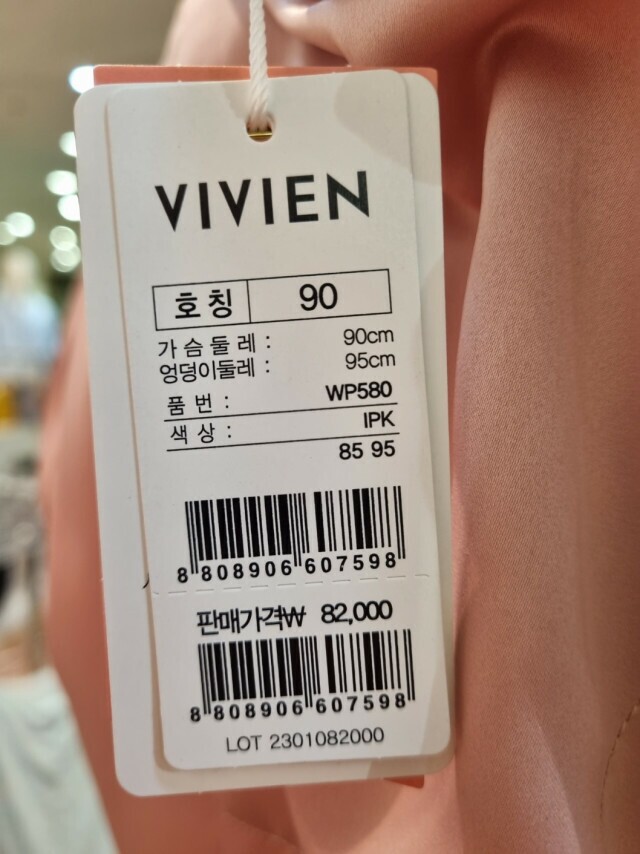 VIVIEN
호 칭 90
가 슴 둘 레 : 90cm
엉덩이둘레 : 95cm
품 번 : WP580
색 상 : IPK
85 95
8 808906 607598
판매가격₩ 82,000
8 808906 607598
LOT 2301082000